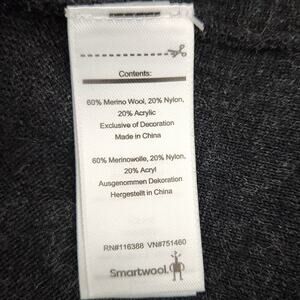 Contents:
60% Merino Wool, 20% Nylon,
20% Acrylic
Exclusive of Decoration
Made in China
60% Merinowolle, 20% Nylon,
20% Acryl
Ausgenommen Dekoration
Hergestellt in China
RN#116388 VN#751460
Smartwool